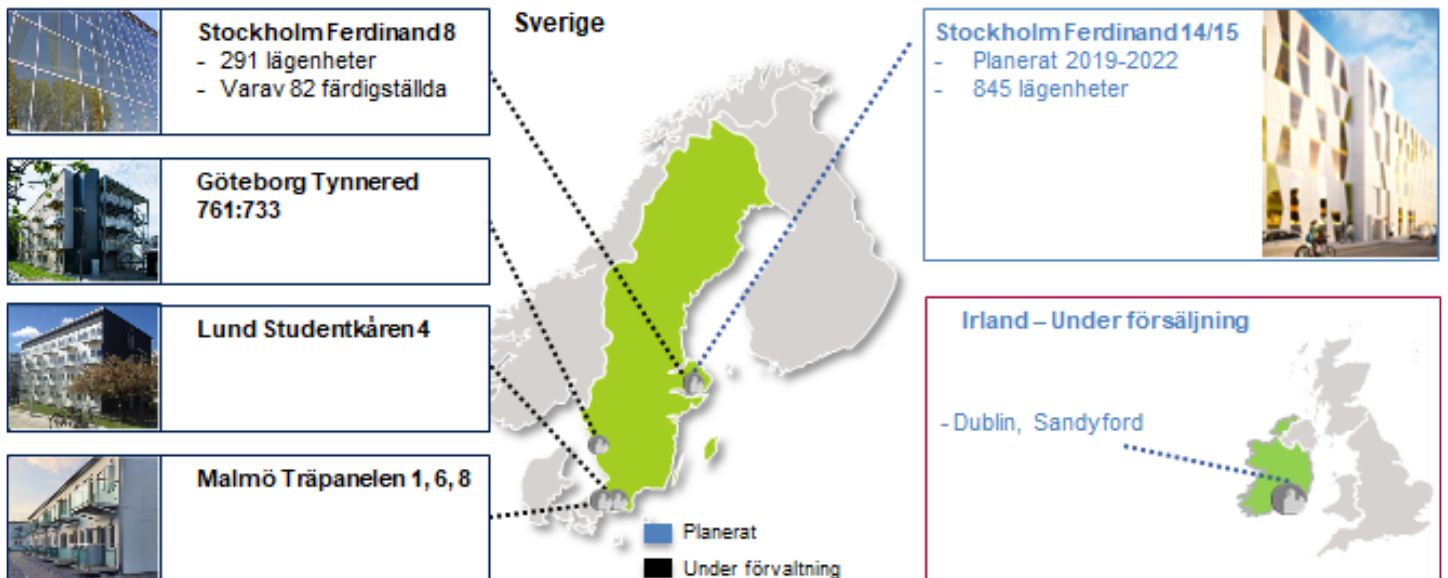 Stockholm Ferdinand 8
- 291 lägenheter
- Varav 82 färdigställda
Göteborg Tynnered
761:733
Lund Studentkåren 4
Malmö Träpanelen 1, 6, 8
Sverige
Planerat
Under förvaltning
Stockholm Ferdinand 14/15
- Planerat 2019-2022
- 845 lägenheter
Irland – Under försäljning
- Dublin, Sandyford